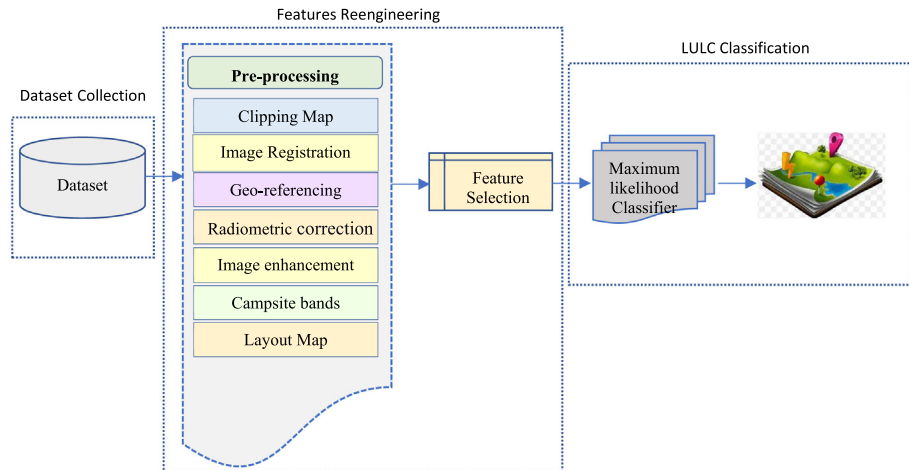 Features Reengineering
LULC Classification
Dataset Collection
Dataset
Pre-processing
Clipping Map
Image Registration
Geo-referencing
Radiometric correction
Image enhancement
Campsite bands
Layout Map
Feature
Selection
Maximum
likelihood
Classifier